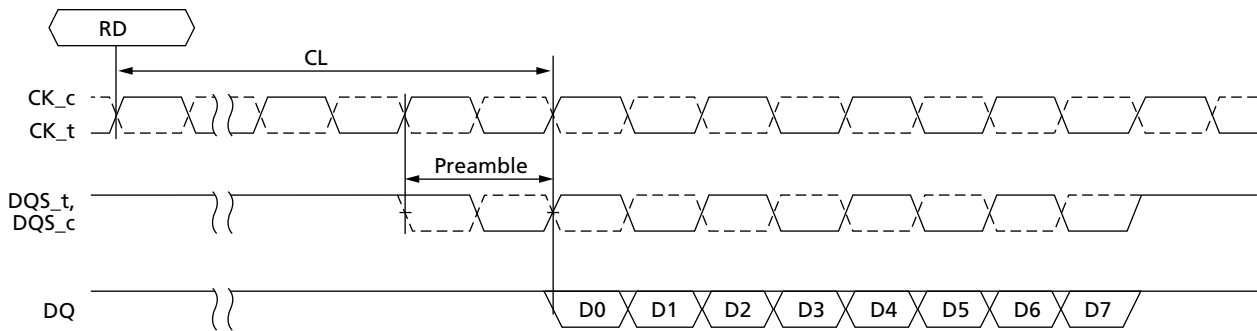 RD
CL
CK_c
CK_t
Preamble
DQS_t,
DQS_c
DQ
D0 D1 D2 D3 D4 D5 D6 D7